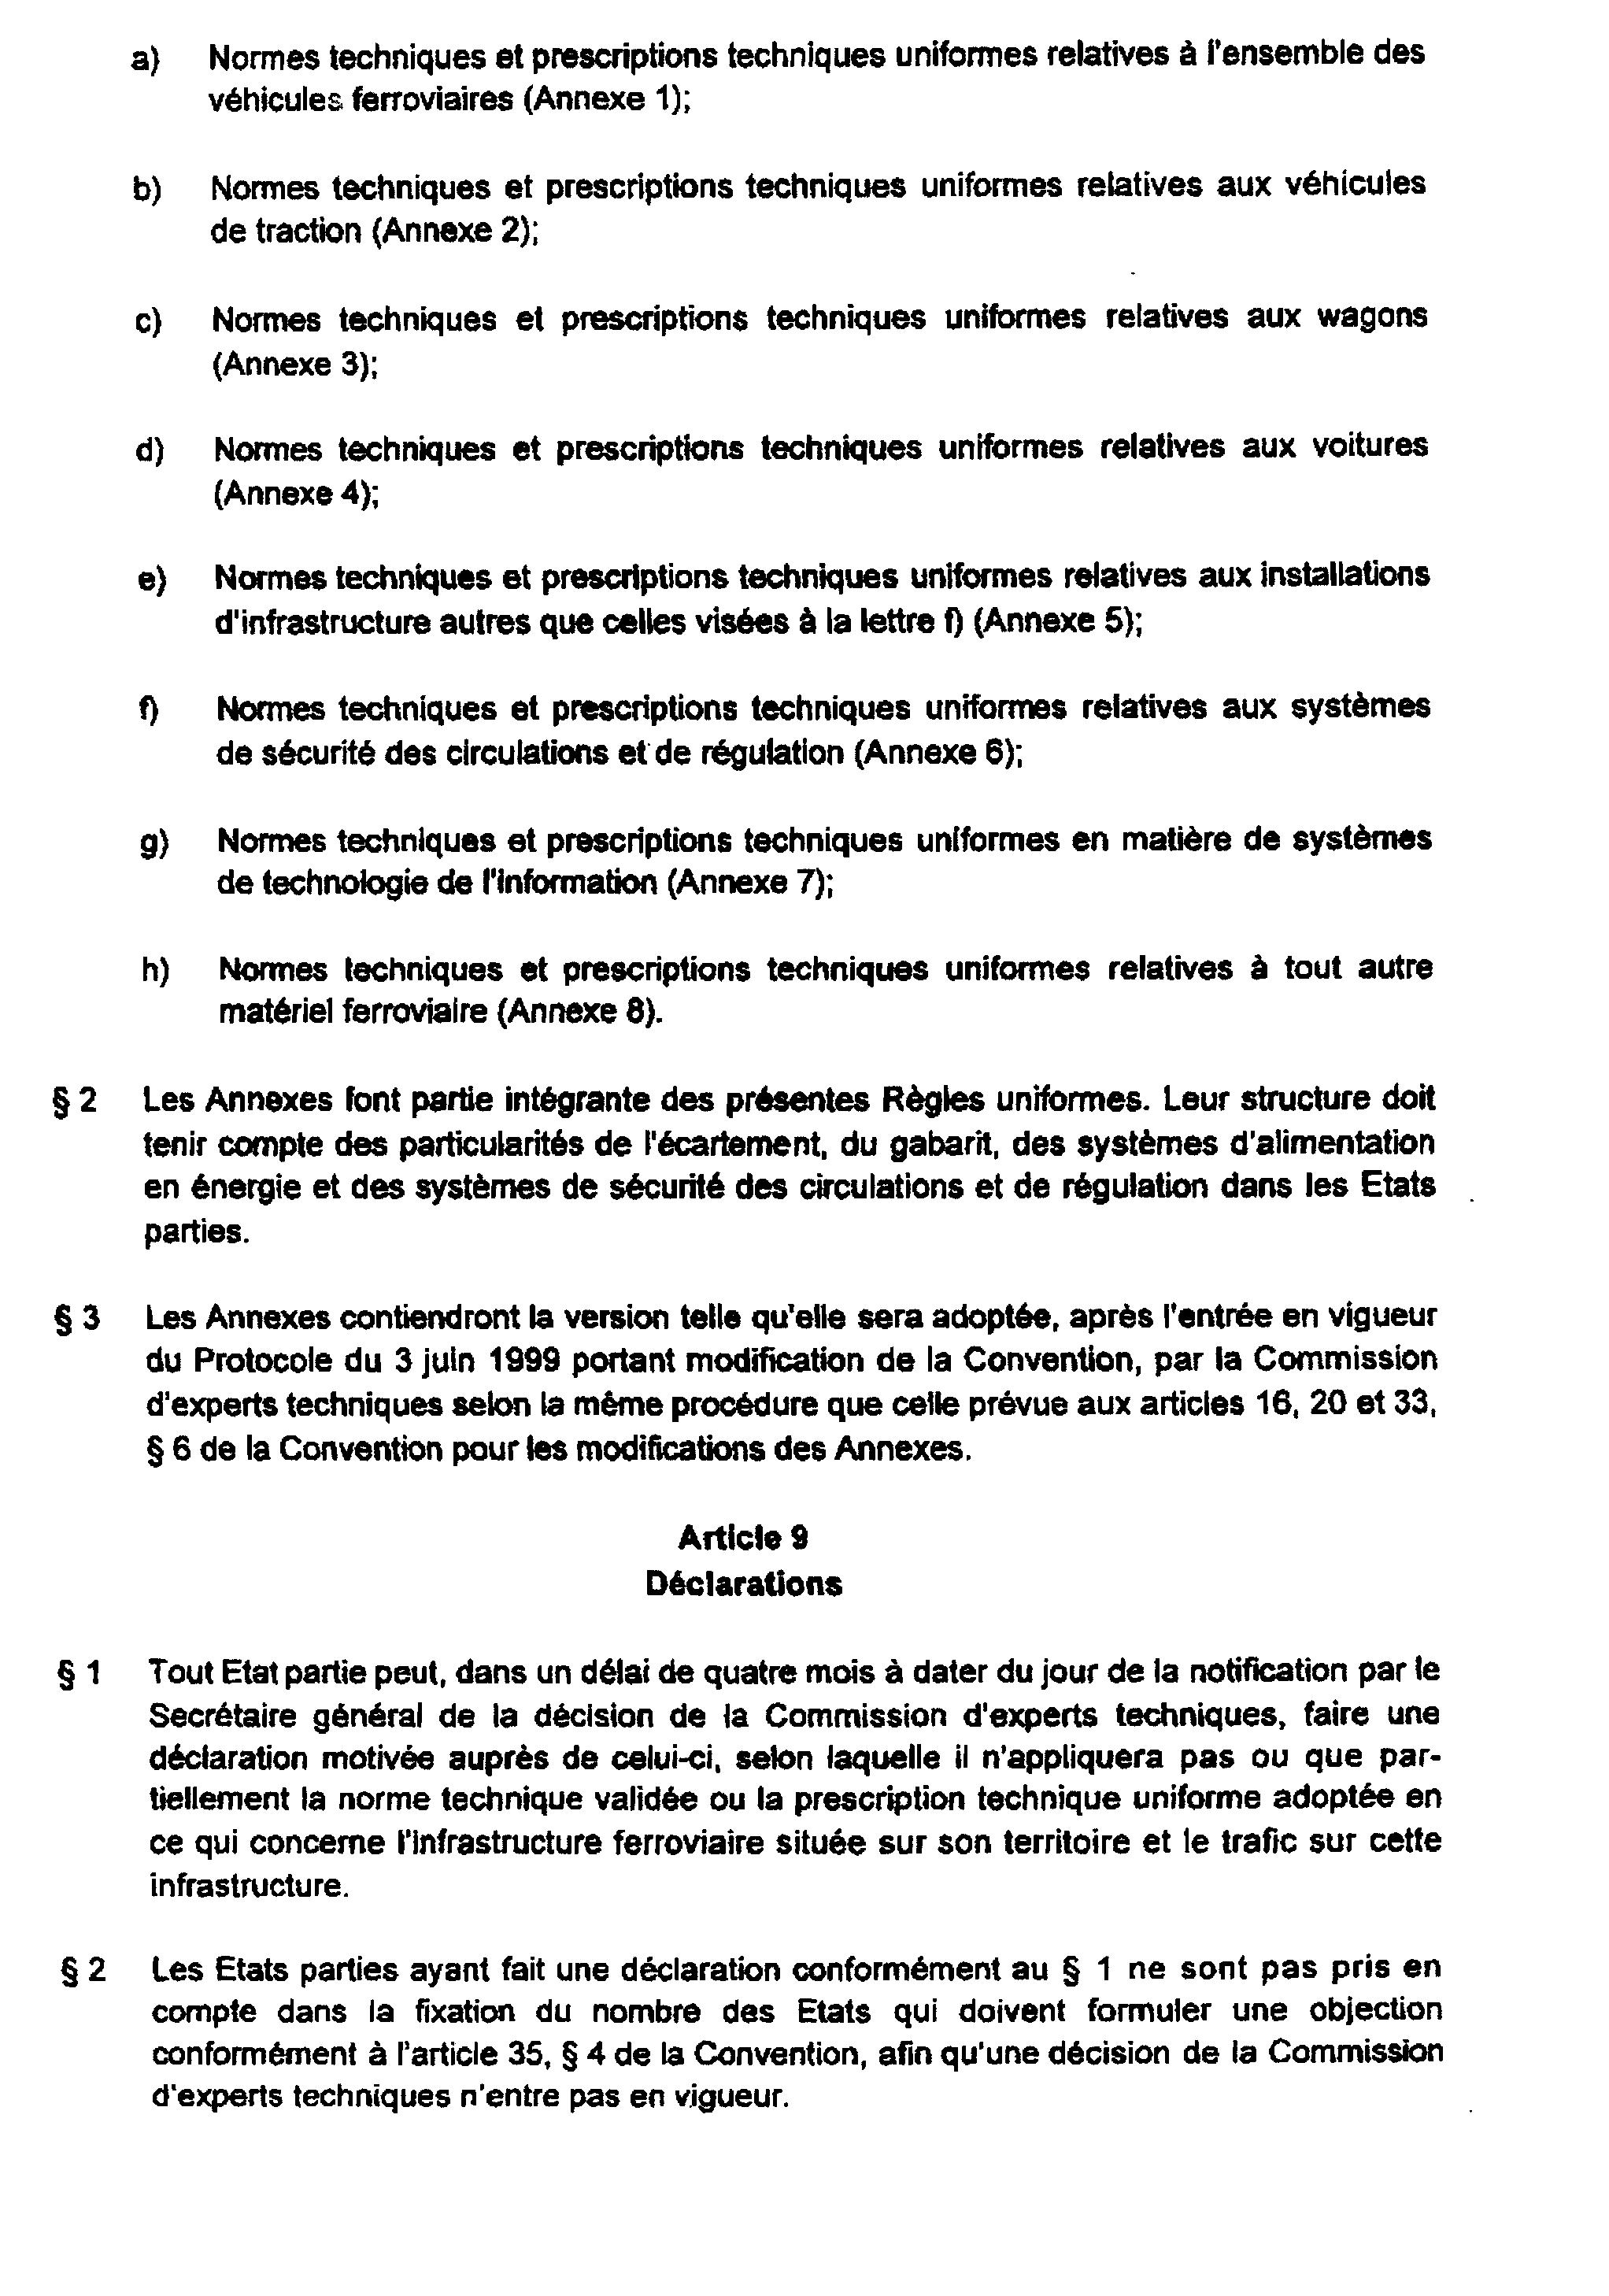 a) Normes techniques et prescriptions techniques uniformes relatives à l'ensemble des
véhicules ferroviaires (Annexe 1);
b) Normes techniques et prescriptions techniques uniformes relatives aux véhicules
de traction (Annexe 2);
c) Normes techniques et prescriptions techniques uniformes relatives aux wagons
(Annexe 3);
d) Normes techniques et prescriptions techniques uniformes relatives aux voitures
(Annexe 4);
e) Normes techniques et prescriptions techniques uniformes relatives aux installations
d'infrastructure autres que celles visées à la lettre f) (Annexe 5);
f) Normes techniques et prescriptions techniques uniformes relatives aux systèmes
de sécurité des circulations et de régulation (Annexe 6);
g) Normes techniques et prescriptions techniques uniformes en matière de systèmes
de technologie de l'information (Annexe 7);
h) Normes techniques et prescriptions techniques uniformes relatives à tout autre
matériel ferroviaire (Annexe 8).
§ 2 Les Annexes font partie intégrante des présentes Règles uniformes. Leur structure doit
tenir compte des particularités de l'écartement, du gabarit, des systèmes d'alimentation
en énergie et des systèmes de sécurité des circulations et de régulation dans les Etats
parties.
§ 3 Les Annexes contiendront la version telle qu'elle sera adoptée, après l'entrée en vigueur
du Protocole du 3 juin 1999 portant modification de la Convention, par la Commission
d'experts techniques selon la même procédure que celle prévue aux articles 16, 20 et 33,
§ 6 de la Convention pour les modifications des Annexes.
Article 9
Déclarations
§ 1 Tout Etat partie peut, dans un délai de quatre mois à dater du jour de la notification par le
Secrétaire général de la décision de la Commission d'experts techniques, faire une
déclaration motivée auprès de celui-ci, selon laquelle il n'appliquera pas ou que par-
tiellement la norme technique validée ou la prescription technique uniforme adoptée en
ce qui concerne l'infrastructure ferroviaire située sur son territoire et le trafic sur cette
infrastructure.
§ 2 Les Etats parties ayant fait une déclaration conformément au § 1 ne sont pas pris en
compte dans la fixation du nombre des Etats qui doivent formuler une objection
conformément à l'article 35, § 4 de la Convention, afin qu'une décision de la Commission
d'experts techniques n'entre pas en vigueur.